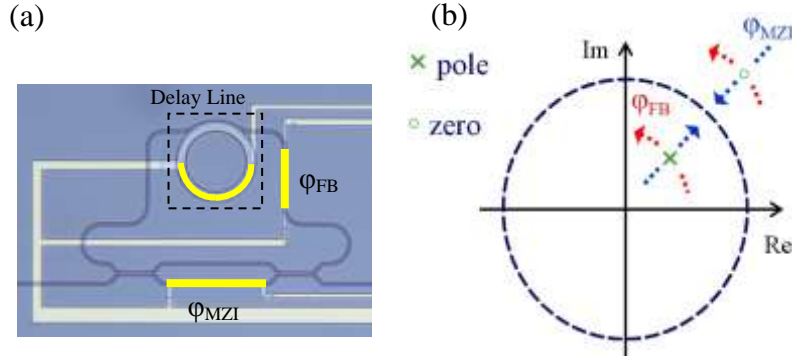 (a)
Delay Line
φFB
φMZI
(b)
Im
φMZI
pole
zero
φFB
Re